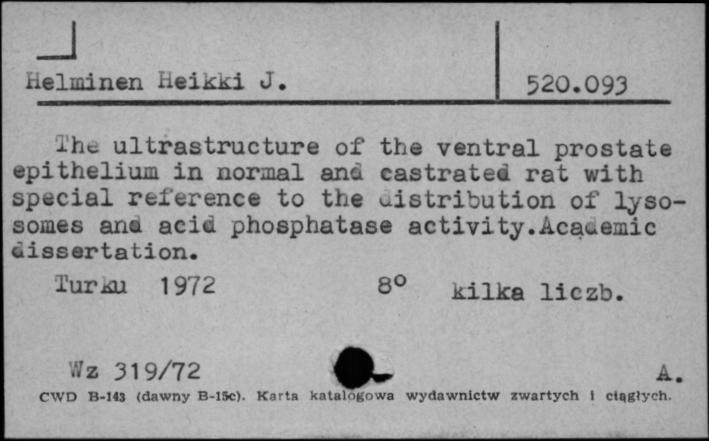 Helminen Heikki J.
520.093
The ultrastructure of the ventral prostate
epithelium in normal and castrated rat with
special reference to the distribution of lyso-
somes and acid phosphatase activity.Academic
dissertation.
Turku 1972 8° kilka liczb.
Wz 319/72 A.
CWD B-143 (dawny B-15c). Karta katalogowa wydawnictw zwartych i ciągłych.